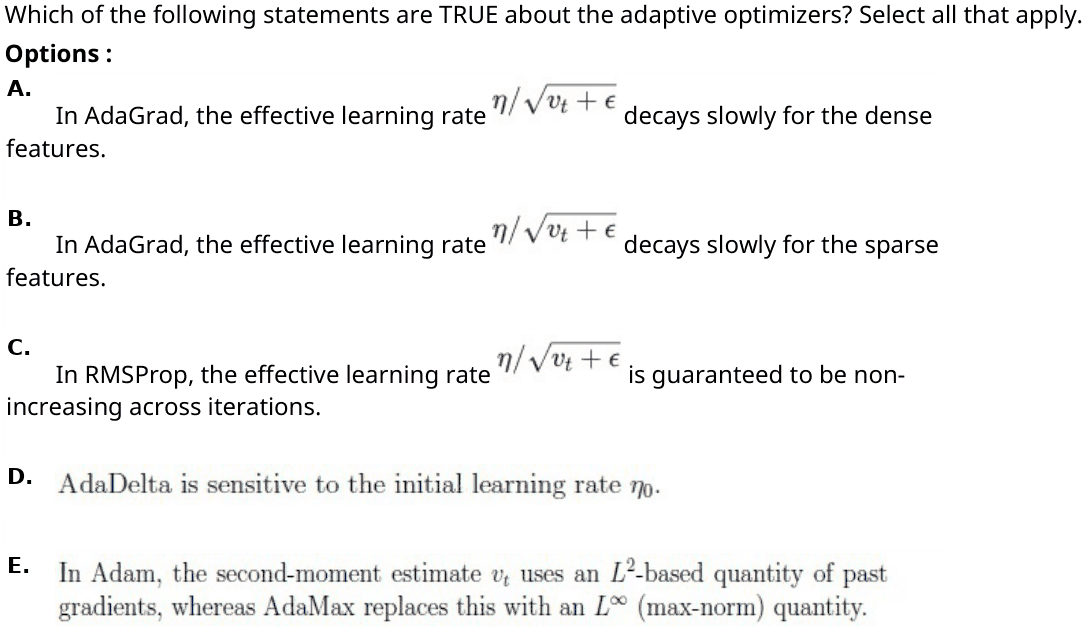 Which of the following statements are TRUE about the adaptive optimizers? Select all that apply.
Options :
A.
In AdaGrad, the effective learning rate η/√(v_t + ϵ) decays slowly for the dense
features.
B.
In AdaGrad, the effective learning rate η/√(v_t + ϵ) decays slowly for the sparse
features.
C.
In RMSProp, the effective learning rate η/√(v_t + ϵ) is guaranteed to be non-
increasing across iterations.
D. AdaDelta is sensitive to the initial learning rate η₀.
E. In Adam, the second-moment estimate v_t uses an L²-based quantity of past
gradients, whereas AdaMax replaces this with an L^∞ (max-norm) quantity.